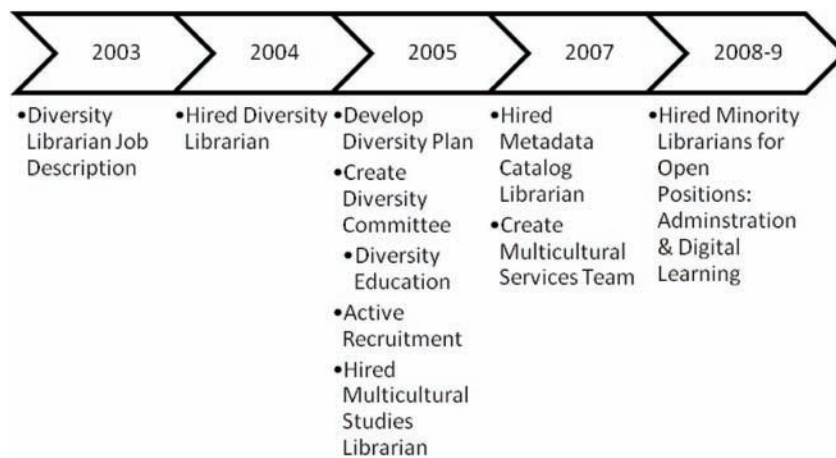 2003
2004
2005
2007
2008-9
•Diversity
Librarian Job
Description
•Hired Diversity
Librarian
•Develop
Diversity Plan
•Create
Diversity
Committee
•Diversity
Education
•Active
Recruitment
•Hired
Multicultural
Studies
Librarian
•Hired
Metadata
Catalog
Librarian
•Create
Multicultural
Services Team
•Hired Minority
Librarians for
Open
Positions:
Adminstration
& Digital
Learning